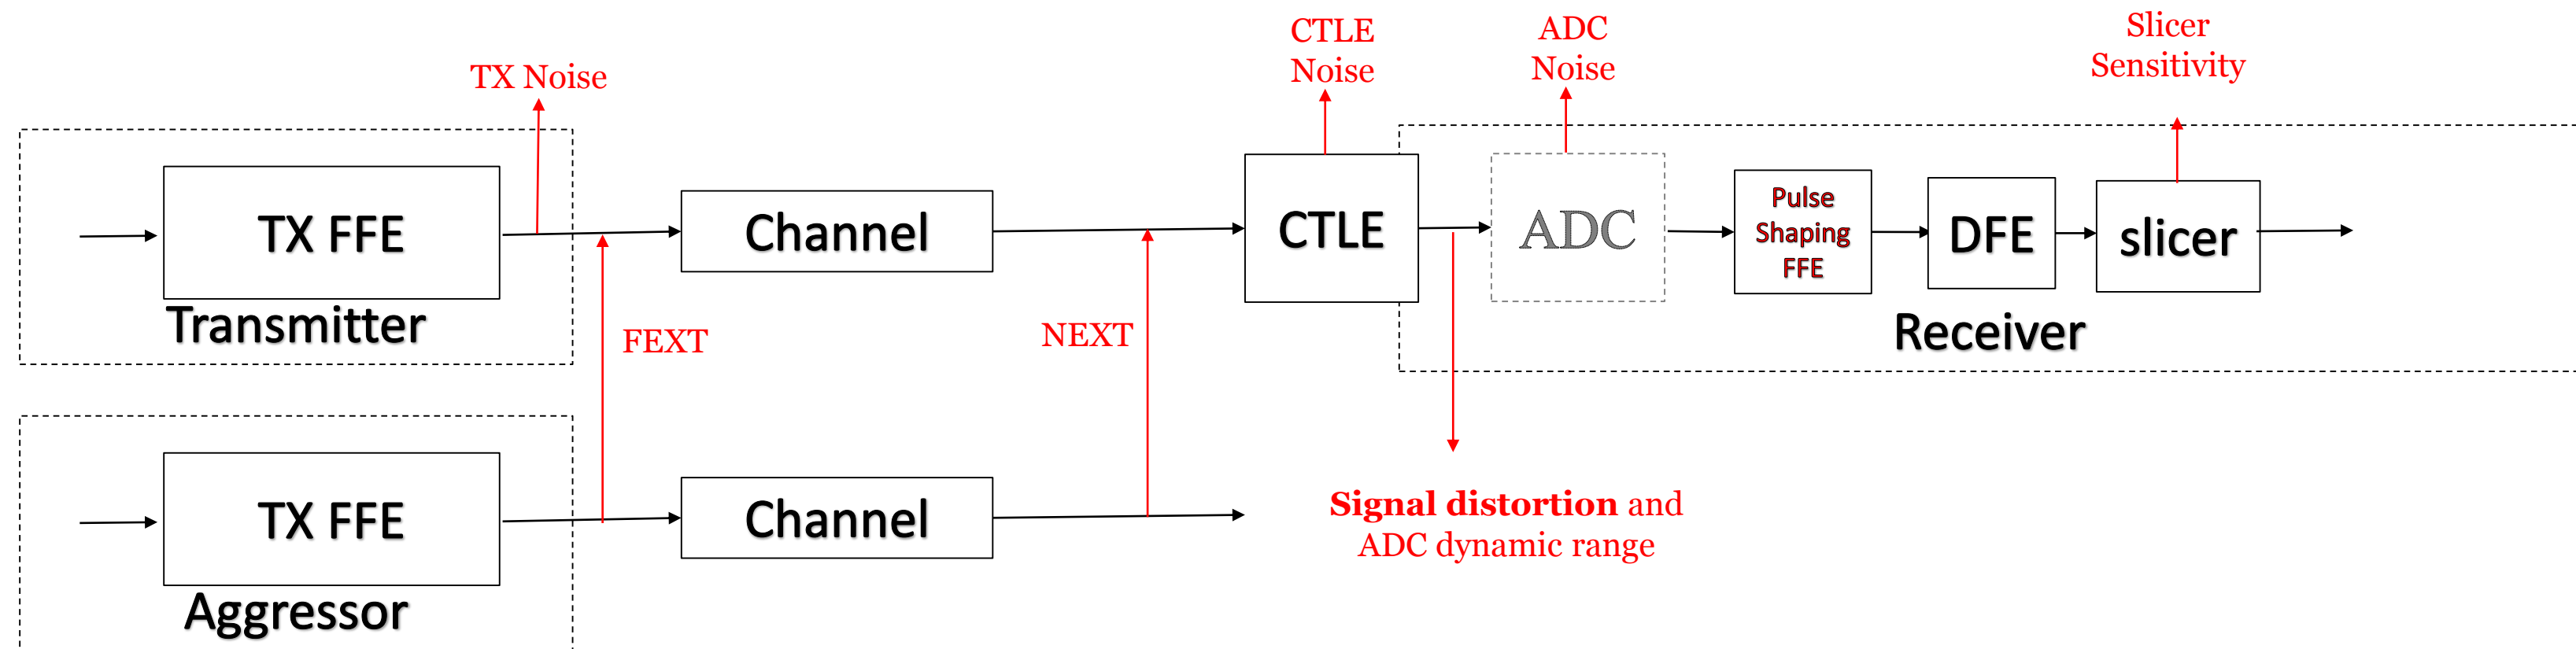 CTLE
Noise
ADC
Noise
Slicer
Sensitivity
TX Noise
TX FFE
Channel
CTLE
ADC
Pulse
Shaping
FFE
DFE
slicer
Transmitter
FEXT
NEXT
Receiver
TX FFE
Channel
Signal distortion and
ADC dynamic range
Aggressor